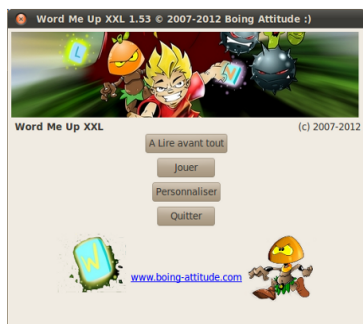 Word Me Up XXL 1.53 © 2007-2012 Boing Attitude :)
L W
Word Me Up XXL (c) 2007-2012
A Lire avant tout
Jouer
Personnaliser
Quitter
W
www.boing-attitude.com